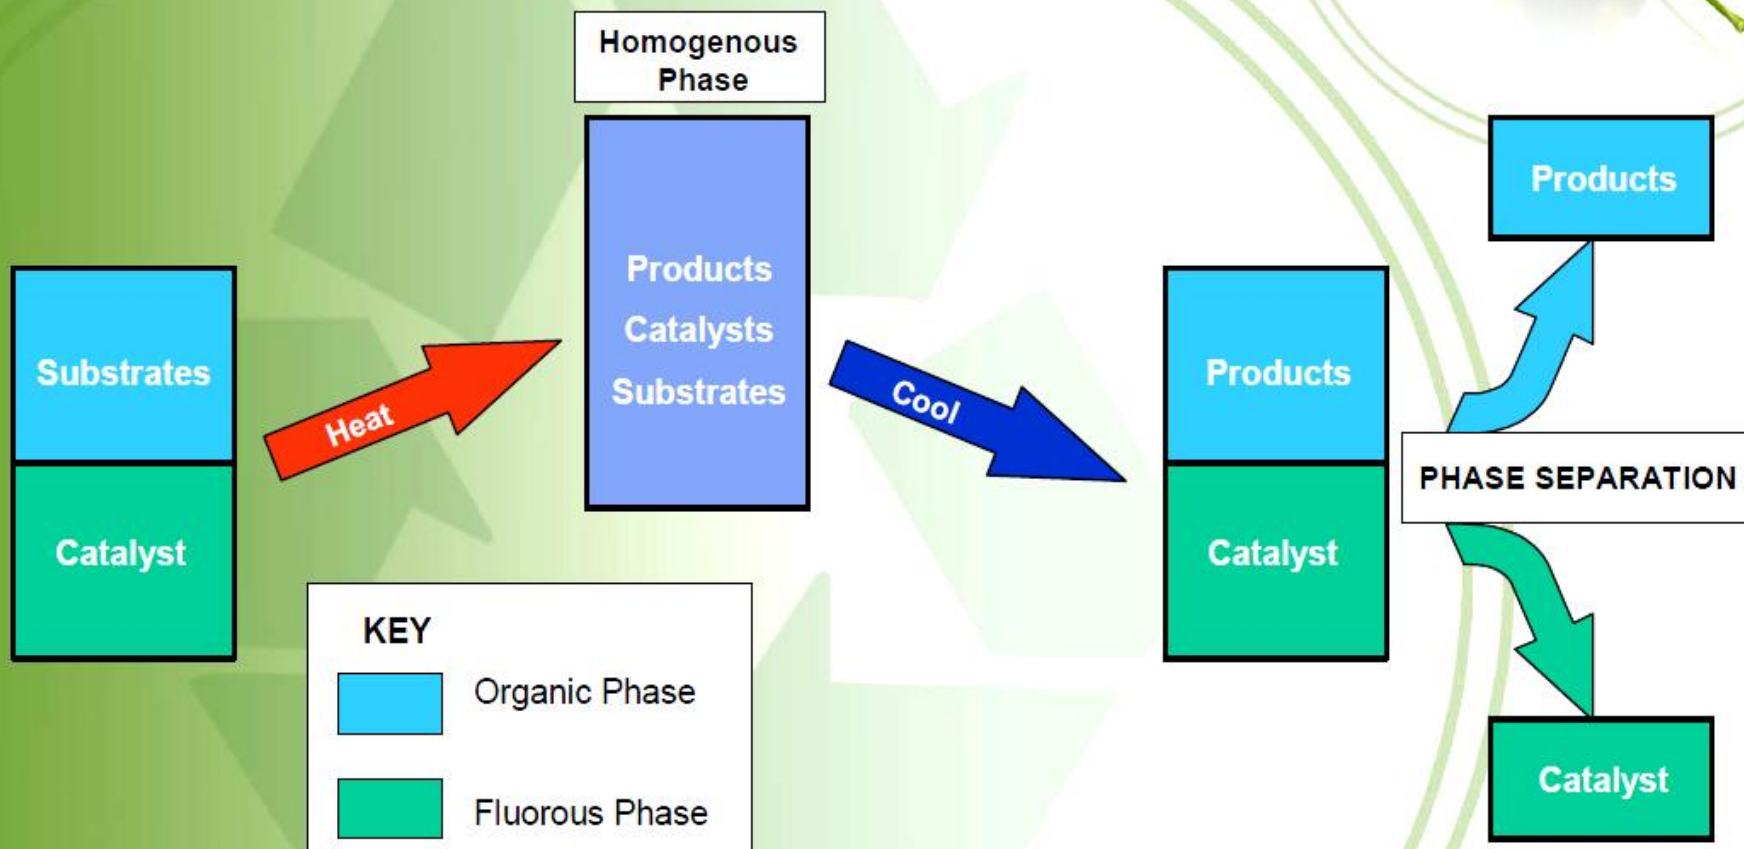 Homogenous
Phase
Substrates
Catalyst
Heat
Products
Catalysts
Substrates
Cool
Products
Catalyst
PHASE SEPARATION
Products
Catalyst
KEY
Organic Phase
Fluorous Phase